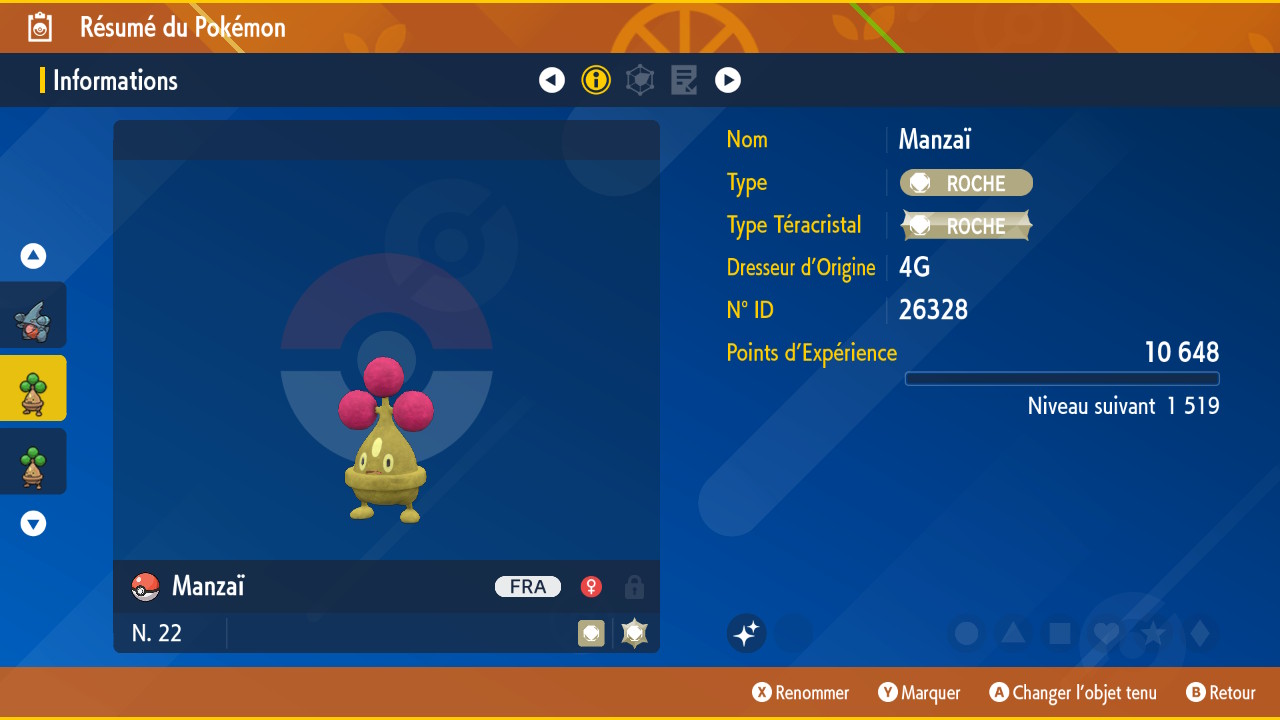 Résumé du Pokémon
Informations
Nom Manzaï
Type ROCHE
Type Téracristal ROCHE
Dresseur d'Origine 4G
N° ID 26328
Points d'Expérience 10 648
Niveau suivant 1 519
Manzaï FRA
N. 22
X Renommer Y Marquer A Changer l'objet tenu B Retour